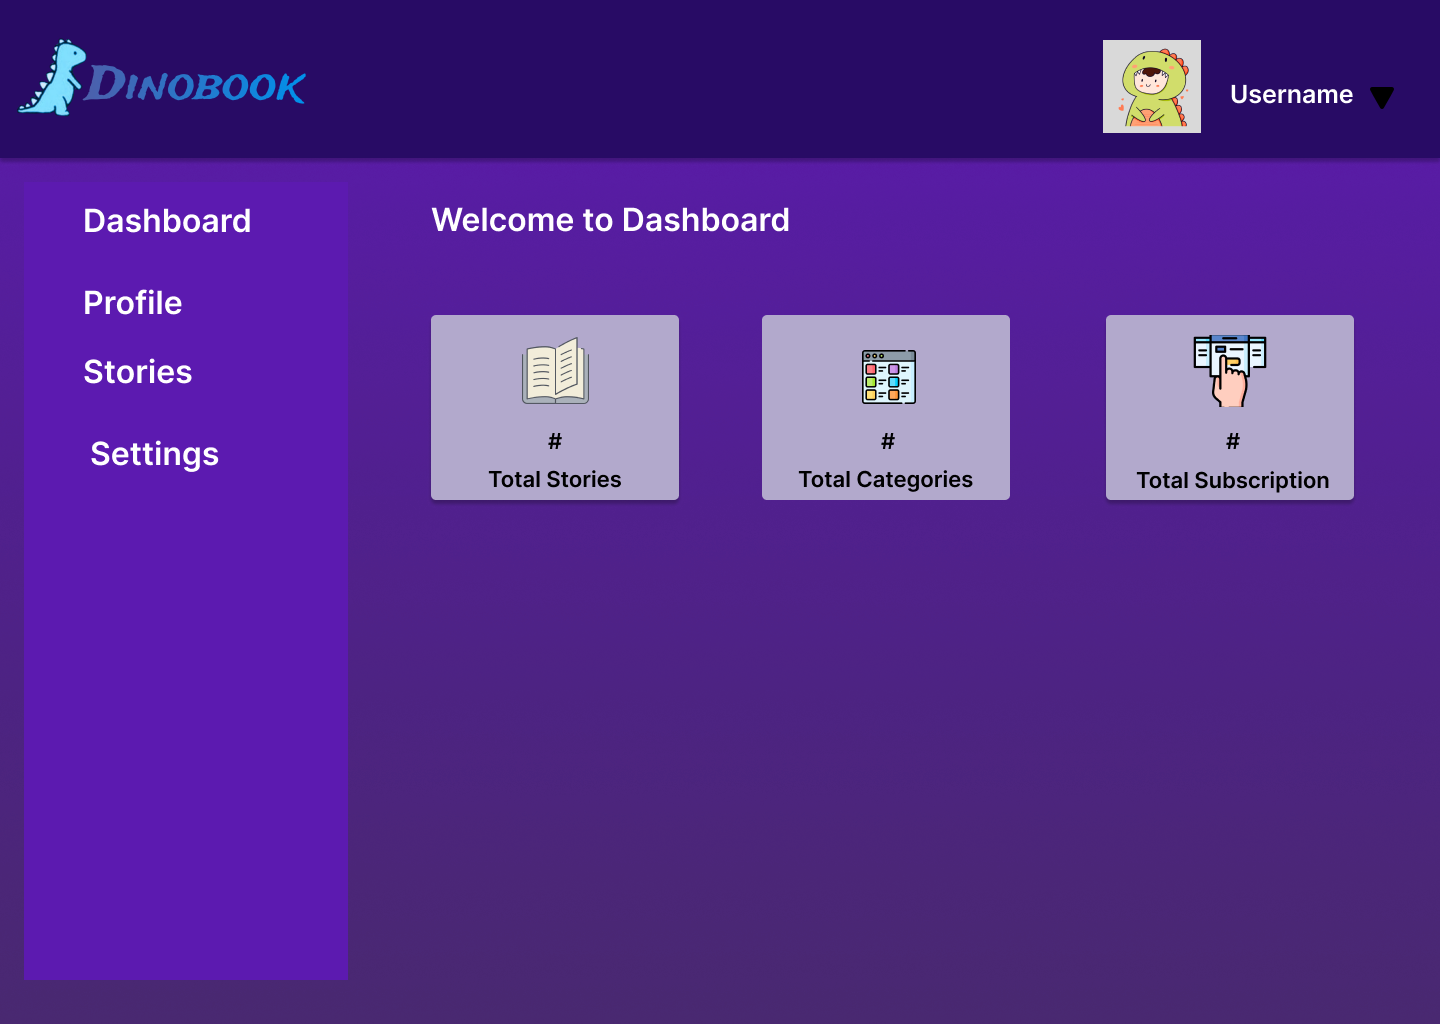 Dinobook
Username
Dashboard
Profile
Stories
Settings
Welcome to Dashboard
#
Total Stories
#
Total Categories
#
Total Subscription